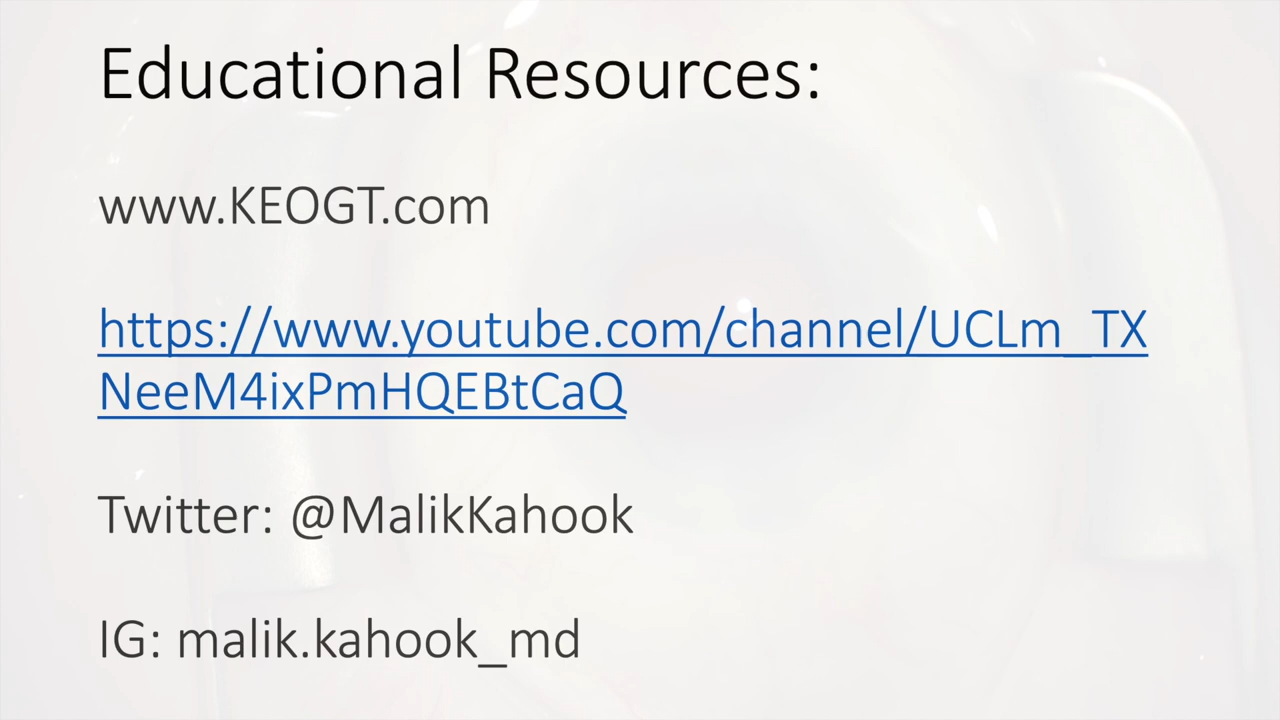 Educational Resources:
www.KEOGT.com
https://www.youtube.com/channel/UCLm_TX
NeeM4ixPmHQEBtCaQ
Twitter: @MalikKahook
IG: malik.kahook_md